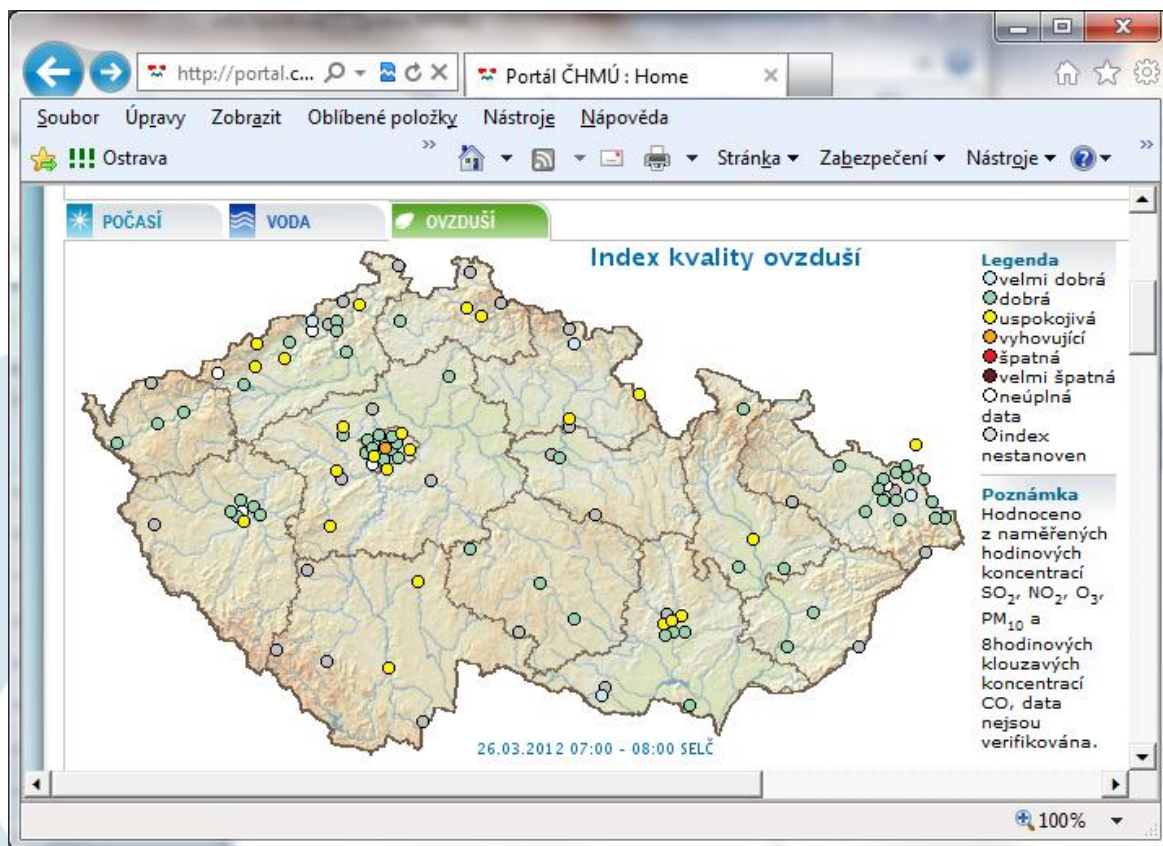 http://portal.c...
Portál ČHMÚ : Home
Soubor Úpravy Zobrazit Oblíbené položky Nástroje Nápověda
!!! Ostrava
Stránka Zabezpečení Nástroje
POČASÍ VODA OVZDUŠÍ
Index kvality ovzduší
Legenda
velmi dobrá
dobrá
uspokojivá
vyhovující
špatná
velmi špatná
neúplná
data
index
nestanoven
Poznámka
Hodnoceno
z naměřených
hodinových
koncentrací
SO2, NO2, O3,
PM10 a
8hodinových
klouzavých
koncentrací
CO, data
nejsou
verifikována.
26.03.2012 07:00 - 08:00 SELČ
100%